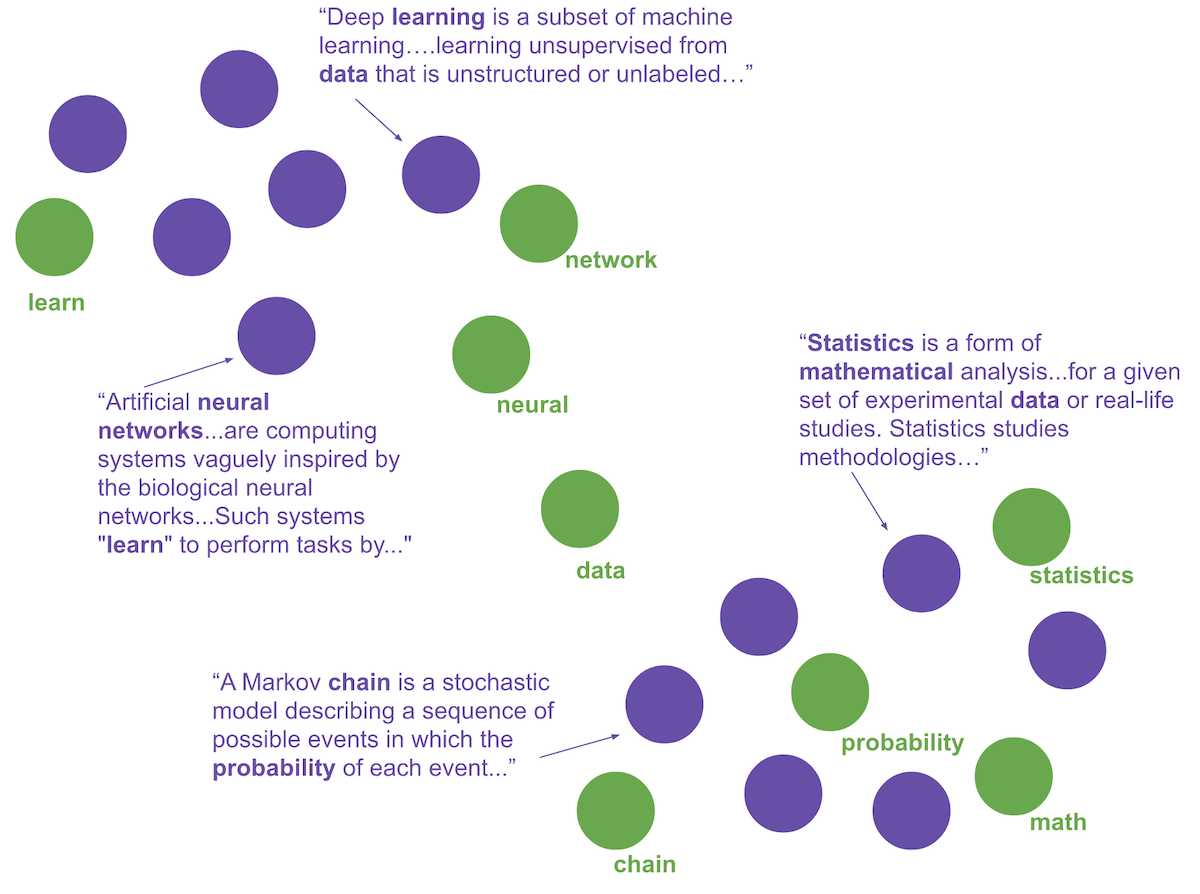 “Deep learning is a subset of machine
learning….learning unsupervised from
data that is unstructured or unlabeled…”
network
learn
“Artificial neural
networks...are computing
systems vaguely inspired by
the biological neural
networks...Such systems
"learn" to perform tasks by..."
neural
“Statistics is a form of
mathematical analysis...for a given
set of experimental data or real-life
studies. Statistics studies
methodologies…”
data
statistics
“A Markov chain is a stochastic
model describing a sequence of
possible events in which the
probability of each event...”
probability
math
chain